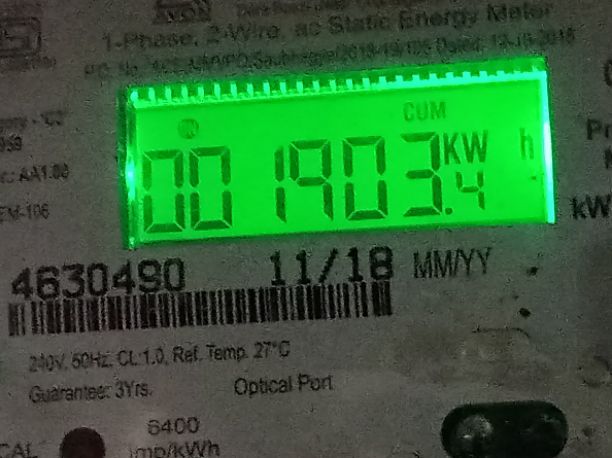 1-Phase, 2-Wire, ac Static Energy Meter
CUM
001903.4 KW h
kW
4630490 11/18 MM/YY
240V, 50Hz, CL.1.0, Ref. Temp. 27°C
Guarantee: 3Yrs. Optical Port
6400
CAL imp/kWh